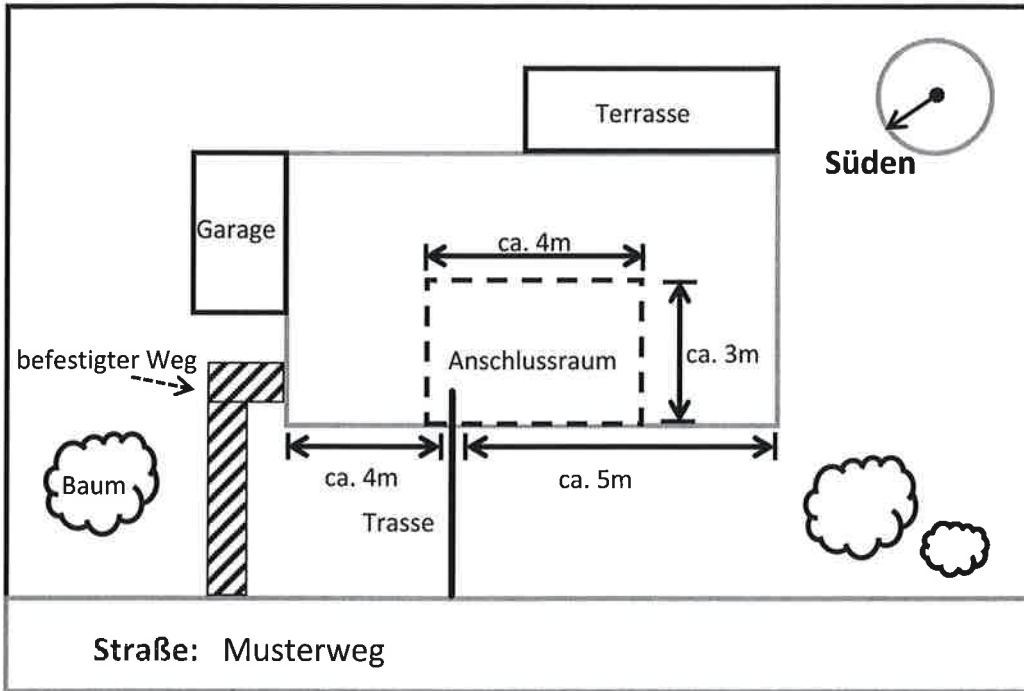 Terrasse
Süden
Garage
ca. 4m
befestigter Weg
Anschlussraum
ca. 3m
Baum
ca. 4m
ca. 5m
Trasse
Straße: Musterweg